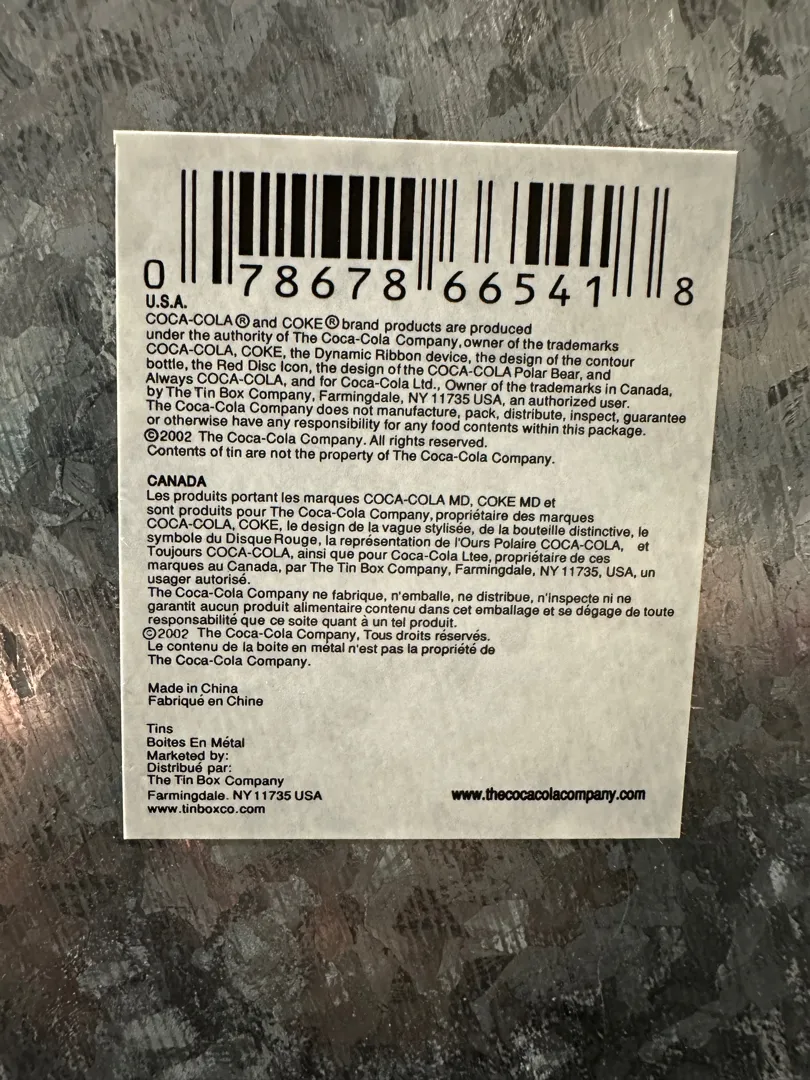 0 78678 66541 8
U.S.A.
COCA-COLA ® and COKE ® brand products are produced
under the authority of The Coca-Cola Company, owner of the trademarks
COCA-COLA, COKE, the Dynamic Ribbon device, the design of the contour
bottle, the Red Disc Icon, the design of the COCA-COLA Polar Bear, and
Always COCA-COLA, and for Coca-Cola Ltd., Owner of the trademarks in Canada,
by The Tin Box Company, Farmingdale, NY 11735 USA, an authorized user.
The Coca-Cola Company does not manufacture, pack, distribute, inspect, guarantee
or otherwise have any responsibility for any food contents within this package.
©2002 The Coca-Cola Company. All rights reserved.
Contents of tin are not the property of The Coca-Cola Company.
CANADA
Les produits portant les marques COCA-COLA MD, COKE MD et
sont produits pour The Coca-Cola Company, propriétaire des marques
COCA-COLA, COKE, le design de la vague stylisée, de la bouteille distinctive, le
symbole du Disque Rouge, la représentation de l'Ours Polaire COCA-COLA, et
Toujours COCA-COLA, ainsi que pour Coca-Cola Ltee, propriétaire de ces
marques au Canada, par The Tin Box Company, Farmingdale, NY 11735, USA, un
usager autorisé.
The Coca-Cola Company ne fabrique, n'emballe, ne distribue, n'inspecte ni ne
garantit aucun produit alimentaire contenu dans cet emballage et se dégage de toute
responsabilité que ce soite quant à un tel produit.
©2002 The Coca-Cola Company, Tous droits réservés.
Le contenu de la boite en métal n'est pas la propriété de
The Coca-Cola Company.
Made in China
Fabriqué en Chine
Tins
Boites En Métal
Marketed by:
Distribué par:
The Tin Box Company
Farmingdale. NY 11735 USA
www.tinboxco.com
www.thecocacolacompany.com